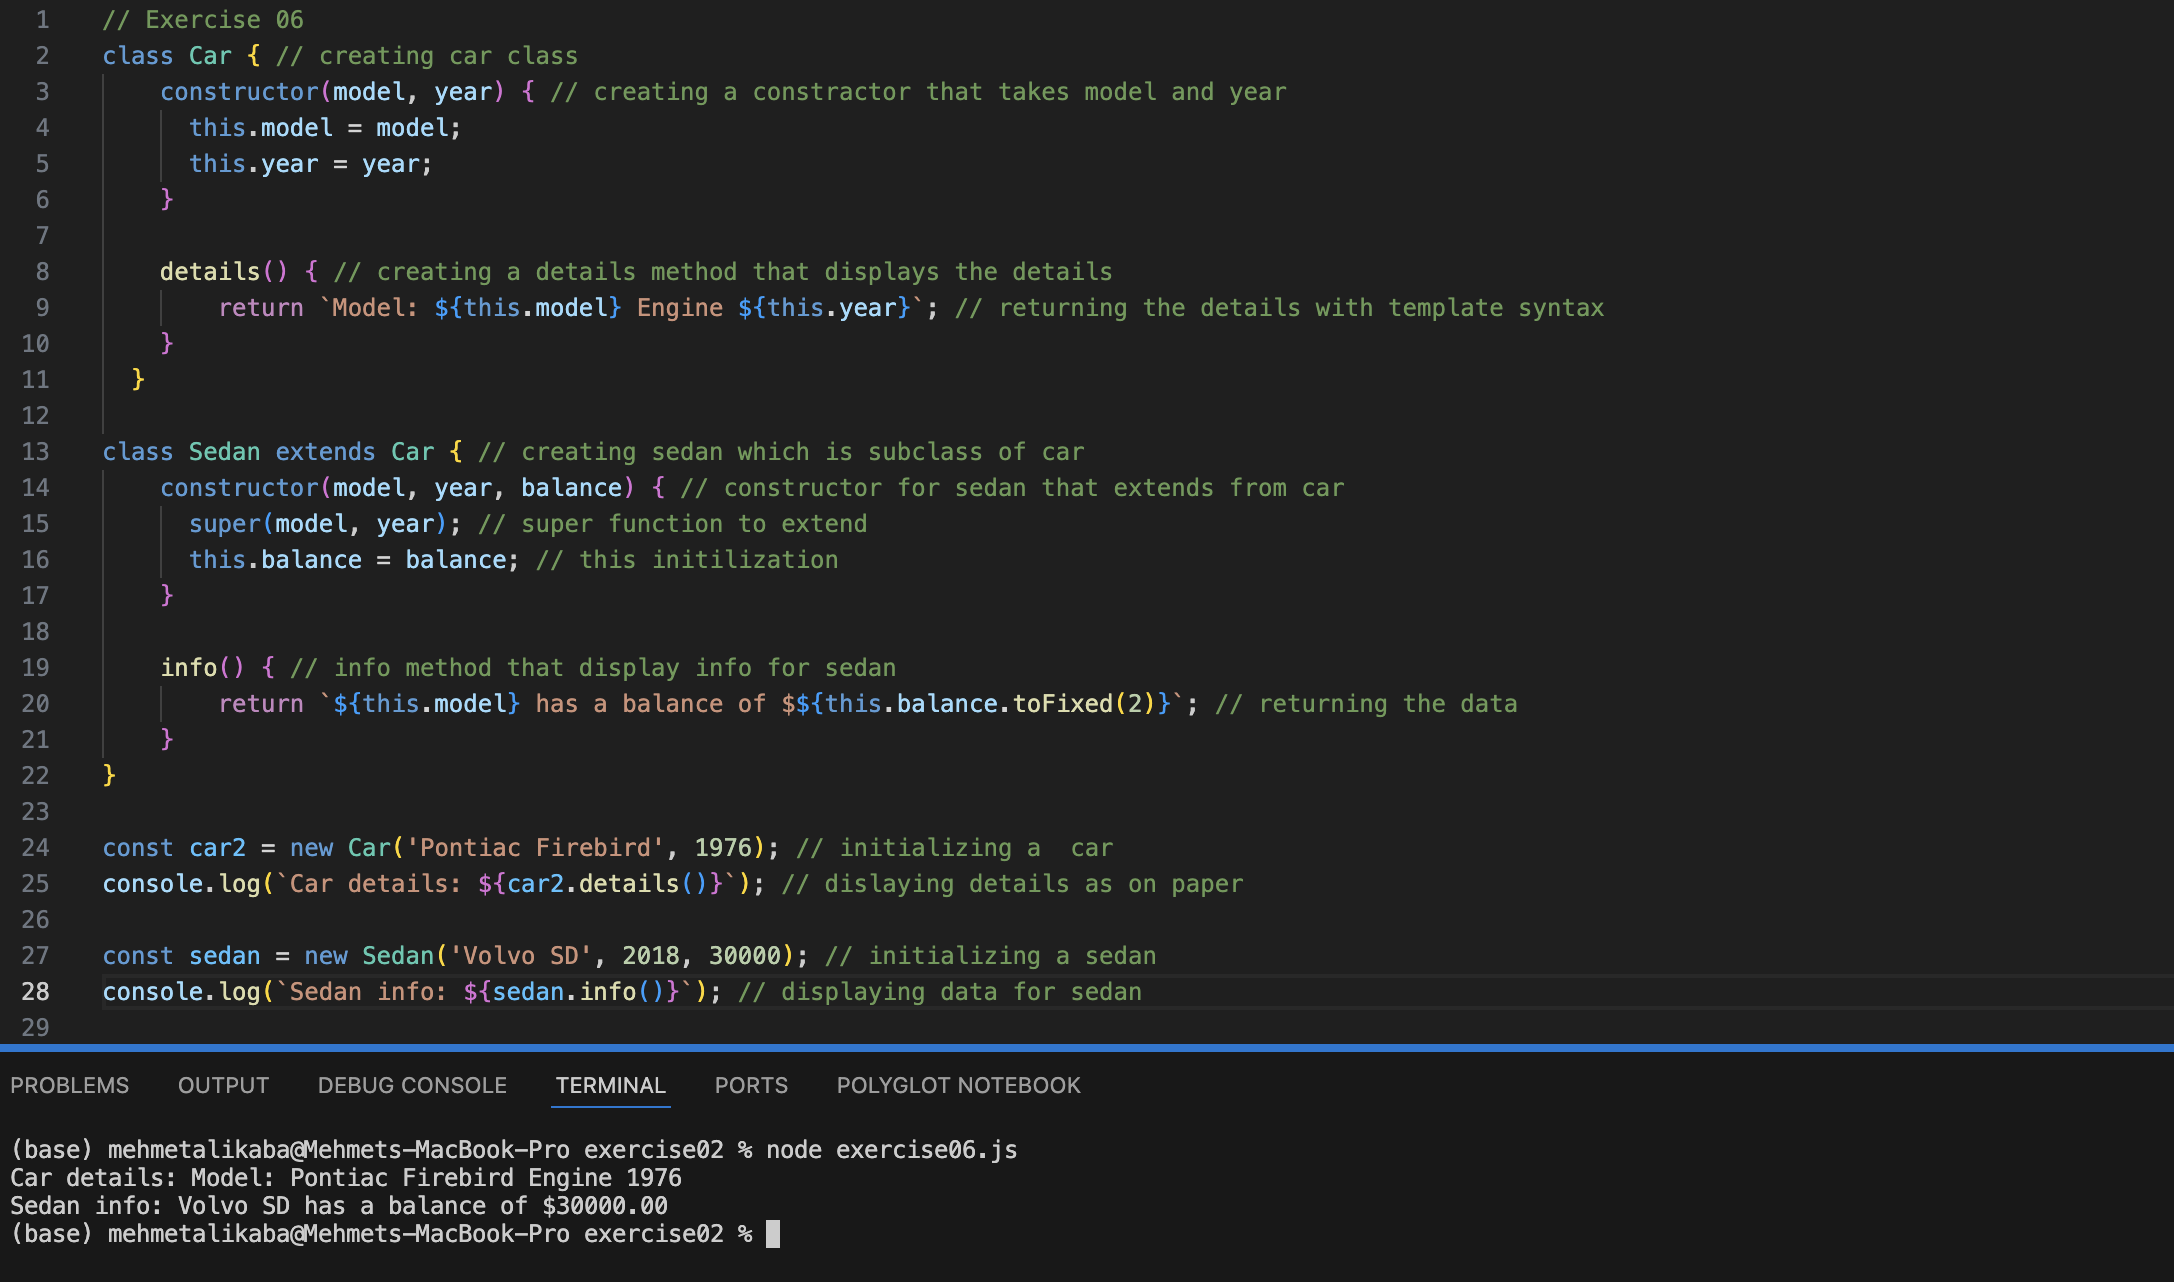 1 // Exercise 06
2 class Car { // creating car class
3 constructor(model, year) { // creating a constractor that takes model and year
4 this.model = model;
5 this.year = year;
6 }
7
8 details() { // creating a details method that displays the details
9 return `Model: ${this.model} Engine ${this.year}`; // returning the details with template syntax
10 }
11 }
12
13 class Sedan extends Car { // creating sedan which is subclass of car
14 constructor(model, year, balance) { // constructor for sedan that extends from car
15 super(model, year); // super function to extend
16 this.balance = balance; // this initilization
17 }
18
19 info() { // info method that display info for sedan
20 return `${this.model} has a balance of $${this.balance.toFixed(2)}`; // returning the data
21 }
22 }
23
24 const car2 = new Car('Pontiac Firebird', 1976); // initializing a  car
25 console.log(`Car details: ${car2.details()}`); // dislaying details as on paper
26
27 const sedan = new Sedan('Volvo SD', 2018, 30000); // initializing a sedan
28 console.log(`Sedan info: ${sedan.info()}`); // displaying data for sedan
29
PROBLEMS OUTPUT DEBUG CONSOLE TERMINAL PORTS POLYGLOT NOTEBOOK
(base) mehmetalikaba@Mehmets-MacBook-Pro exercise02 % node exercise06.js
Car details: Model: Pontiac Firebird Engine 1976
Sedan info: Volvo SD has a balance of $30000.00
(base) mehmetalikaba@Mehmets-MacBook-Pro exercise02 %